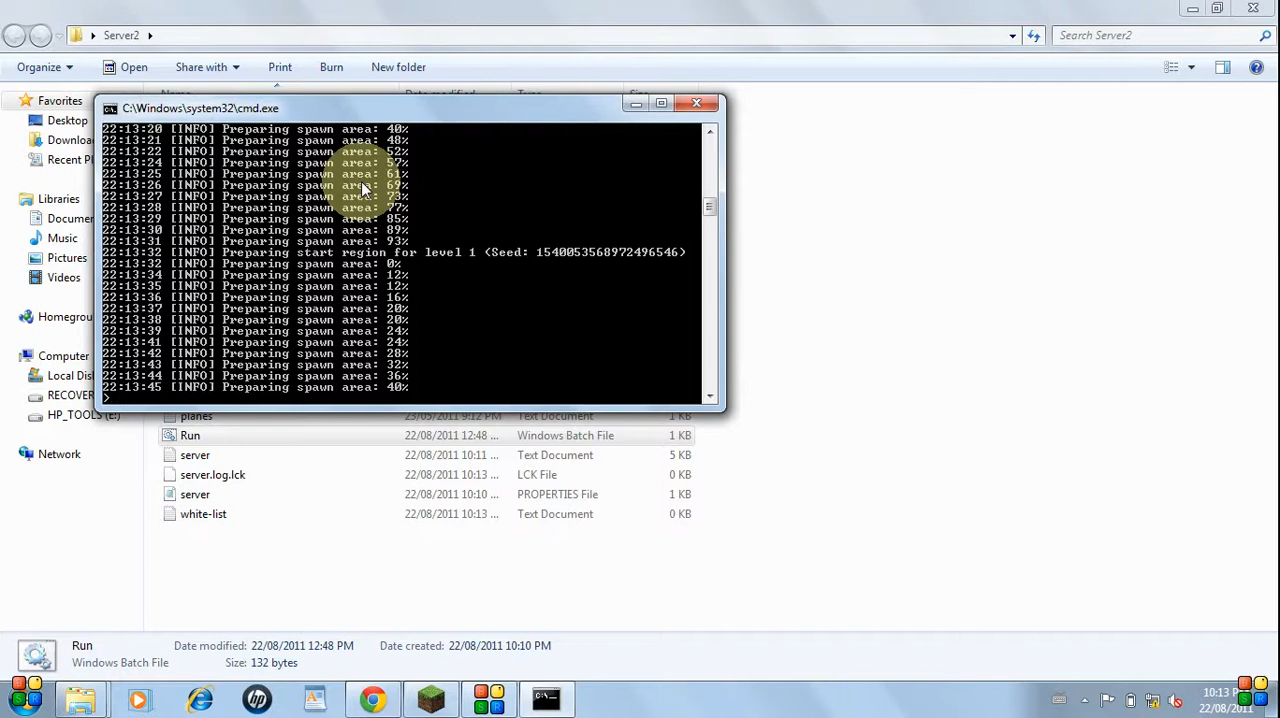 Server2
Search Server2
Organize
Open
Share with
Print
Burn
New folder
Favorites
Desktop
Recent
Libraries
Music
Pictures
Videos
Computer
Local
HP_TOOLS (E:)
Network
C:\Windows\system32\cmd.exe
22:13:20 [INFO] Preparing spawn area: 40%
22:13:21 [INFO] Preparing spawn area: 48%
22:13:22 [INFO] Preparing spawn area: 52%
22:13:24 [INFO] Preparing spawn area: 57%
22:13:25 [INFO] Preparing spawn area: 61%
22:13:26 [INFO] Preparing spawn area: 69%
22:13:27 [INFO] Preparing spawn area: 73%
22:13:28 [INFO] Preparing spawn area: 77%
22:13:29 [INFO] Preparing spawn area: 85%
22:13:30 [INFO] Preparing spawn area: 89%
22:13:31 [INFO] Preparing spawn area: 93%
22:13:32 [INFO] Preparing start region for level 1 (Seed: 1540053568972496546)
22:13:32 [INFO] Preparing spawn area: 0%
22:13:34 [INFO] Preparing spawn area: 12%
22:13:35 [INFO] Preparing spawn area: 12%
22:13:36 [INFO] Preparing spawn area: 16%
22:13:37 [INFO] Preparing spawn area: 20%
22:13:38 [INFO] Preparing spawn area: 20%
22:13:39 [INFO] Preparing spawn area: 24%
22:13:41 [INFO] Preparing spawn area: 24%
22:13:42 [INFO] Preparing spawn area: 28%
22:13:43 [INFO] Preparing spawn area: 32%
22:13:44 [INFO] Preparing spawn area: 36%
22:13:45 [INFO] Preparing spawn area: 40%
>
planes 23/05/2011 9:12 PM Text Document 1 KB
Run 22/08/2011 12:48 ... Windows Batch File 1 KB
server 22/08/2011 10:11 ... Text Document 5 KB
server.log.lck 22/08/2011 10:13 ... LCK File 0 KB
server 22/08/2011 10:10 ... PROPERTIES File 1 KB
white-list 22/08/2011 10:13 ... Text Document 0 KB
Run Date modified: 22/08/2011 12:48 PM Date created: 22/08/2011 10:10 PM
Windows Batch File Size: 132 bytes
10:13 PM
22/08/2011